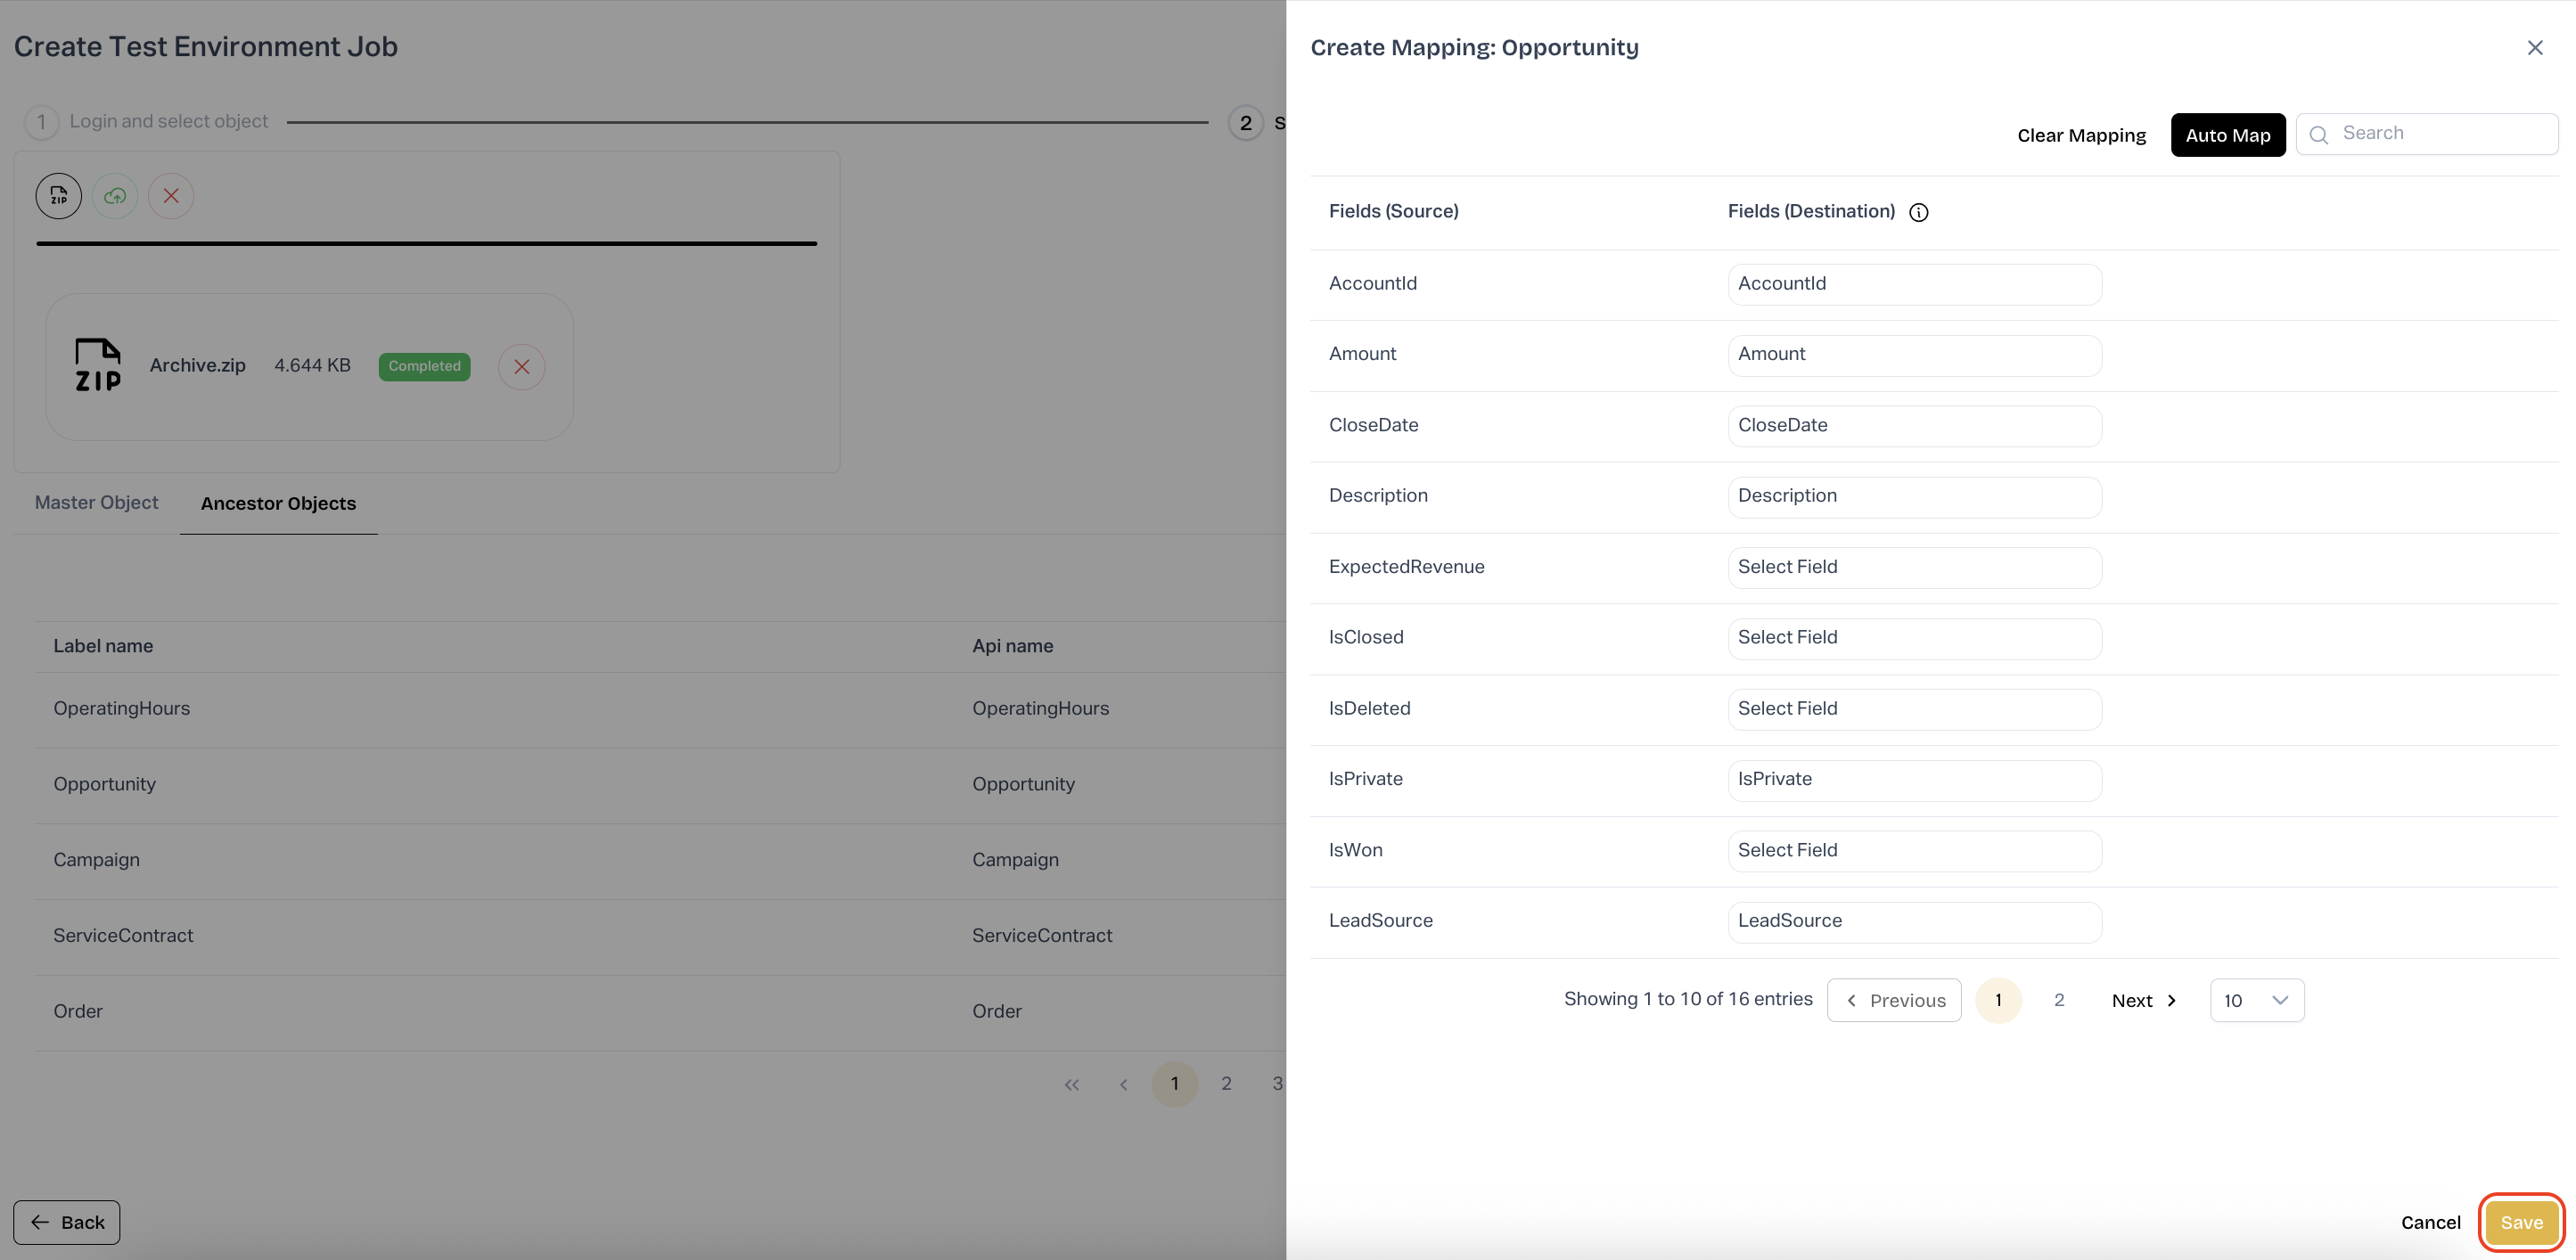 Create Test Environment Job
1 Login and select object
2 S
ZIP
ZIP Archive.zip 4.644 KB Completed
Master Object Ancestor Objects
Label name Api name
OperatingHours OperatingHours
Opportunity Opportunity
Campaign Campaign
ServiceContract ServiceContract
Order Order
1 2 3
Back
Create Mapping: Opportunity
Clear Mapping Auto Map Search
Fields (Source) Fields (Destination)
AccountId AccountId
Amount Amount
CloseDate CloseDate
Description Description
ExpectedRevenue Select Field
IsClosed Select Field
IsDeleted Select Field
IsPrivate IsPrivate
IsWon Select Field
LeadSource LeadSource
Showing 1 to 10 of 16 entries Previous 1 2 Next 10
Cancel Save